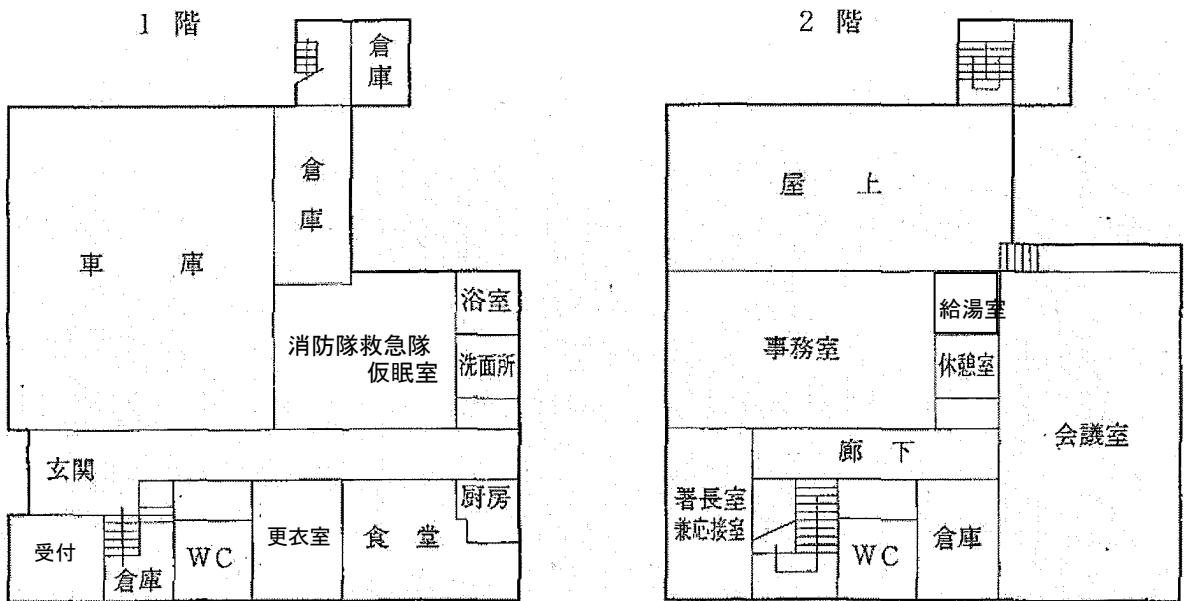 1 階
倉庫
倉庫
車 庫
浴室
消防隊救急隊
仮眠室
洗面所
玄関
厨房
受付
倉庫
WC
更衣室
食 堂
2 階
屋 上
給湯室
事務室
休憩室
会議室
廊 下
署長室
兼応接室
WC
倉庫